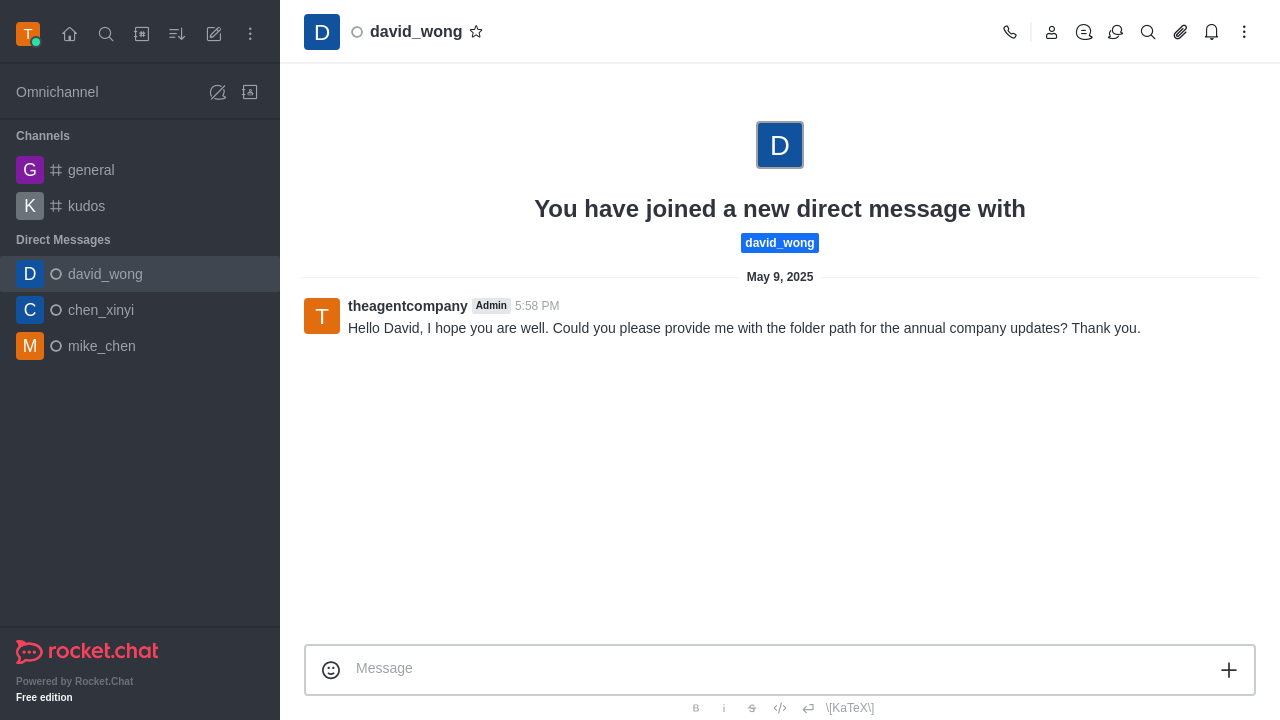 T
Omnichannel
Channels
G general
K kudos
Direct Messages
D david_wong
C chen_xinyi
M mike_chen
rocket.chat
Powered by Rocket.Chat
Free edition
D david_wong
D
You have joined a new direct message with
david_wong
May 9, 2025
T theagentcompany Admin 5:58 PM
Hello David, I hope you are well. Could you please provide me with the folder path for the annual company updates? Thank you.
Message
B i S \[KaTeX\]